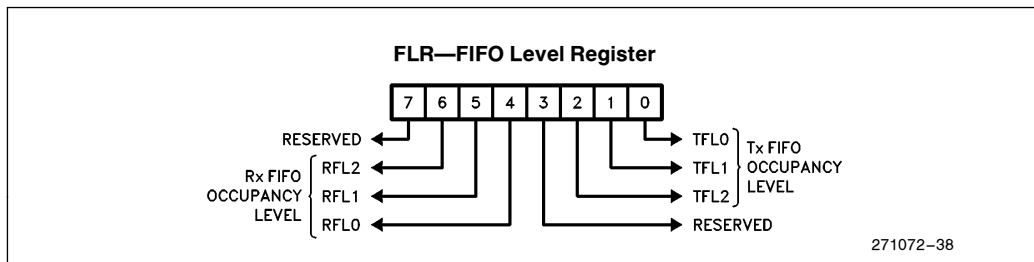 FLR—FIFO Level Register
7 6 5 4 3 2 1 0
RESERVED
RFL2
RFL1
RFL0
Rx FIFO
OCCUPANCY
LEVEL
TFL0
TFL1
TFL2
Tx FIFO
OCCUPANCY
LEVEL
RESERVED
271072–38